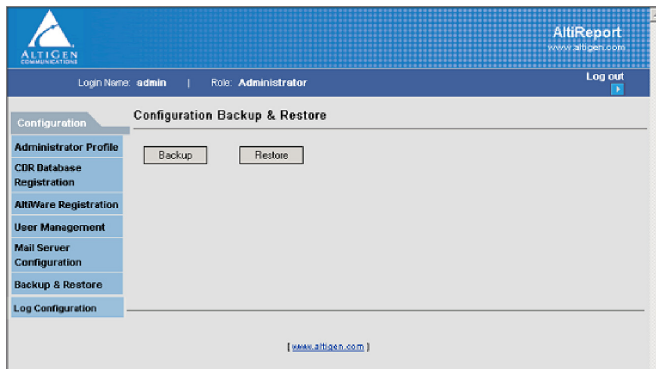 ALTIGEN
COMMUNICATIONS
AltiReport
www.altigen.com
Login Name: admin | Role: Administrator
Log out
Configuration
Configuration Backup & Restore
Administrator Profile
CDR Database
Registration
AltiWare Registration
User Management
Mail Server
Configuration
Backup & Restore
Log Configuration
Backup
Restore
[ www.altigen.com ]